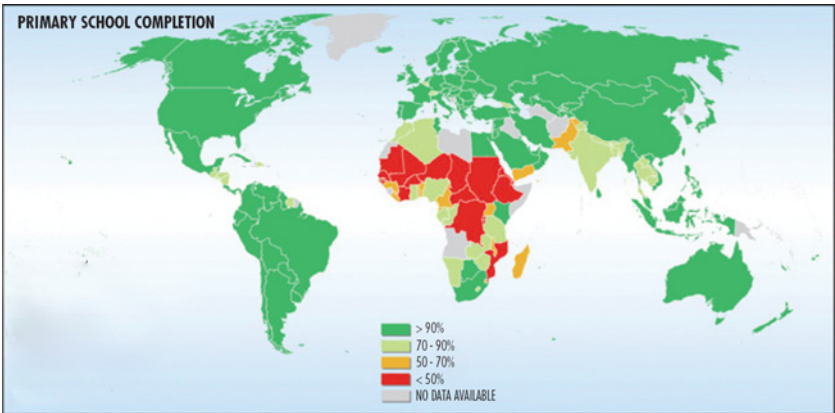 PRIMARY SCHOOL COMPLETION
> 90%
70 - 90%
50 - 70%
< 50%
NO DATA AVAILABLE